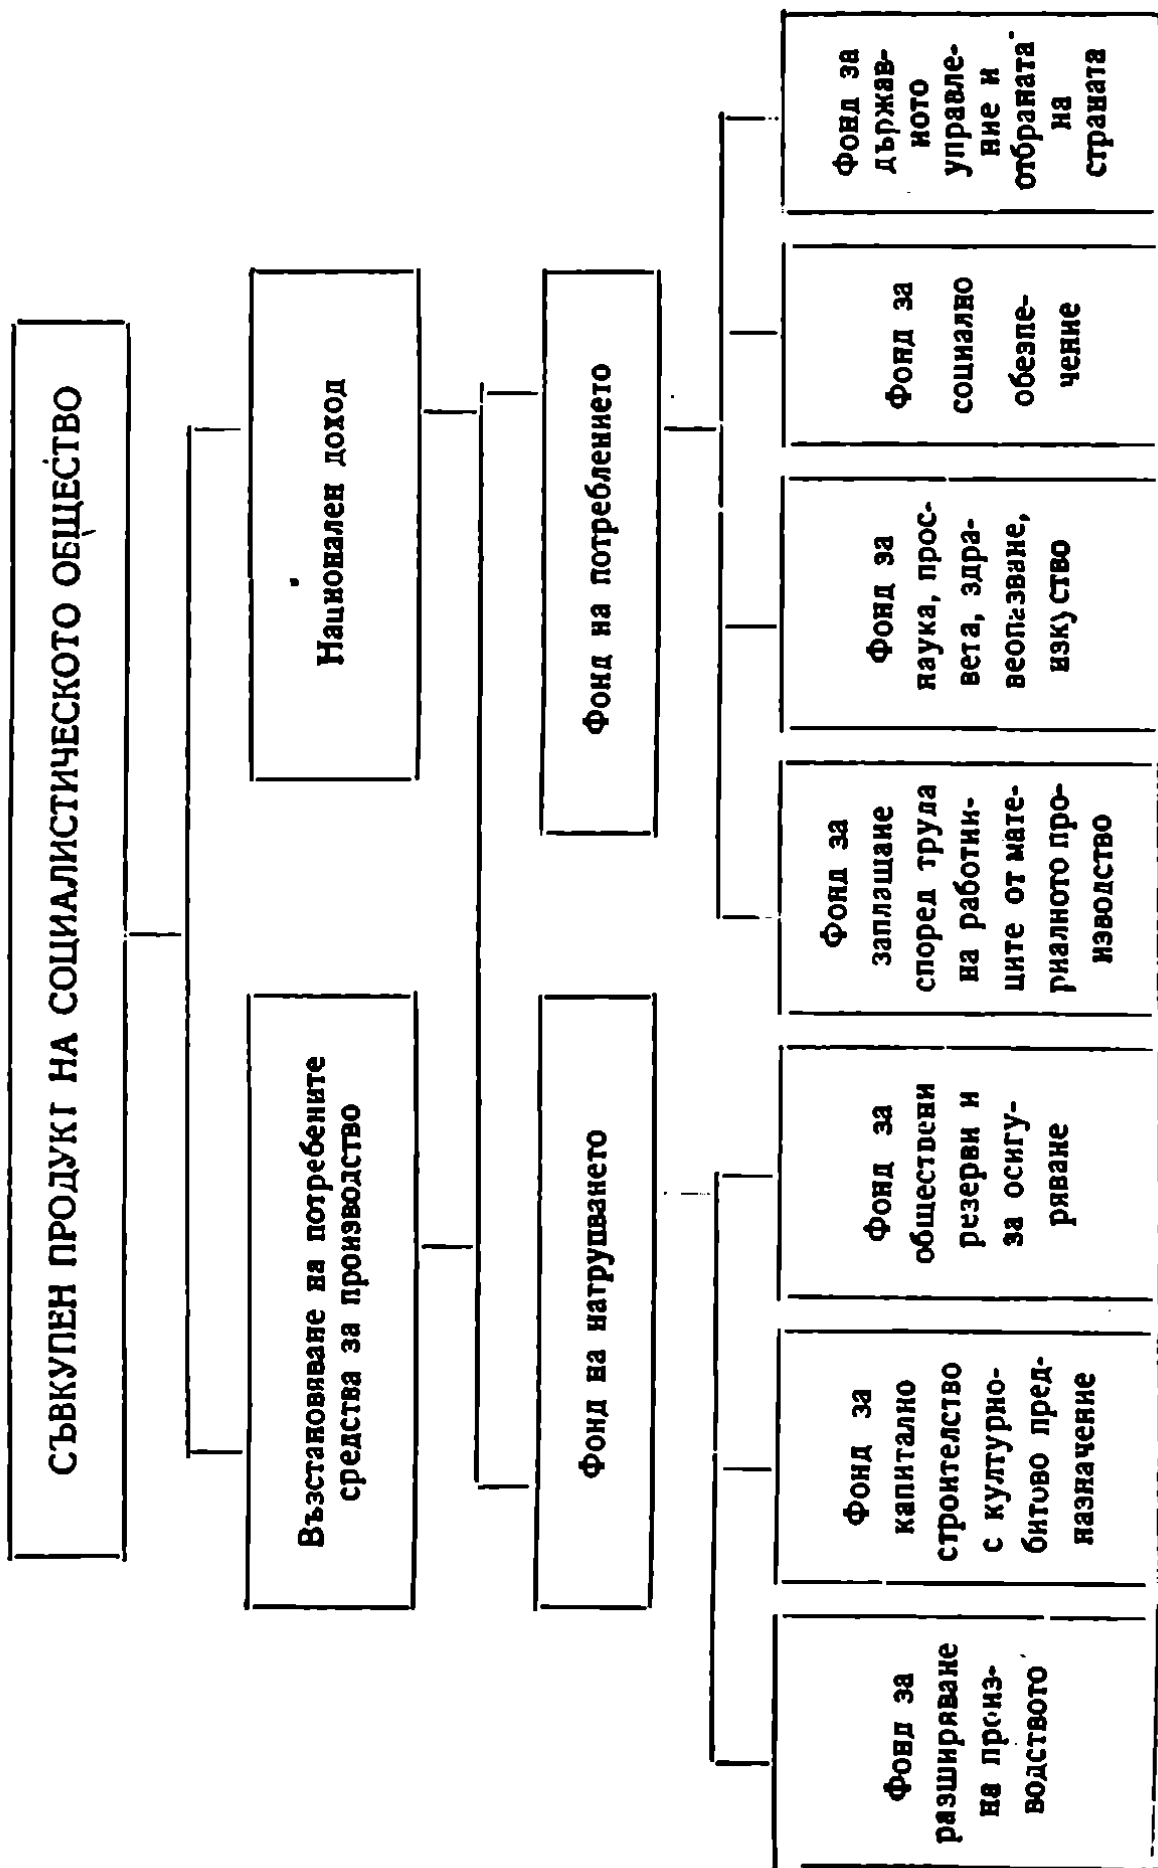 СЪВКУПЕН ПРОДУКТ НА СОЦИАЛИСТИЧЕСКОТО ОБЩЕСТВО
Възстановяване на потребените
средства за производство
Национален доход
Фонд на натрупването
Фонд на потреблението
Фонд за
разширяване
на произ-
водството
Фонд за
капитално
строителство
с културно-
битово пред-
назначение
Фонд за
обществени
резерви и
за осигу-
ряване
Фонд за
заплащане
според труда
на работни-
ците от мате-
риалното про-
изводство
Фонд за
наука, прос-
вета, здра-
веопазване,
изкуство
Фонд за
социално
обезпе-
чение
Фонд за
държав-
ното
управле-
ние и
отбраната
на
страната